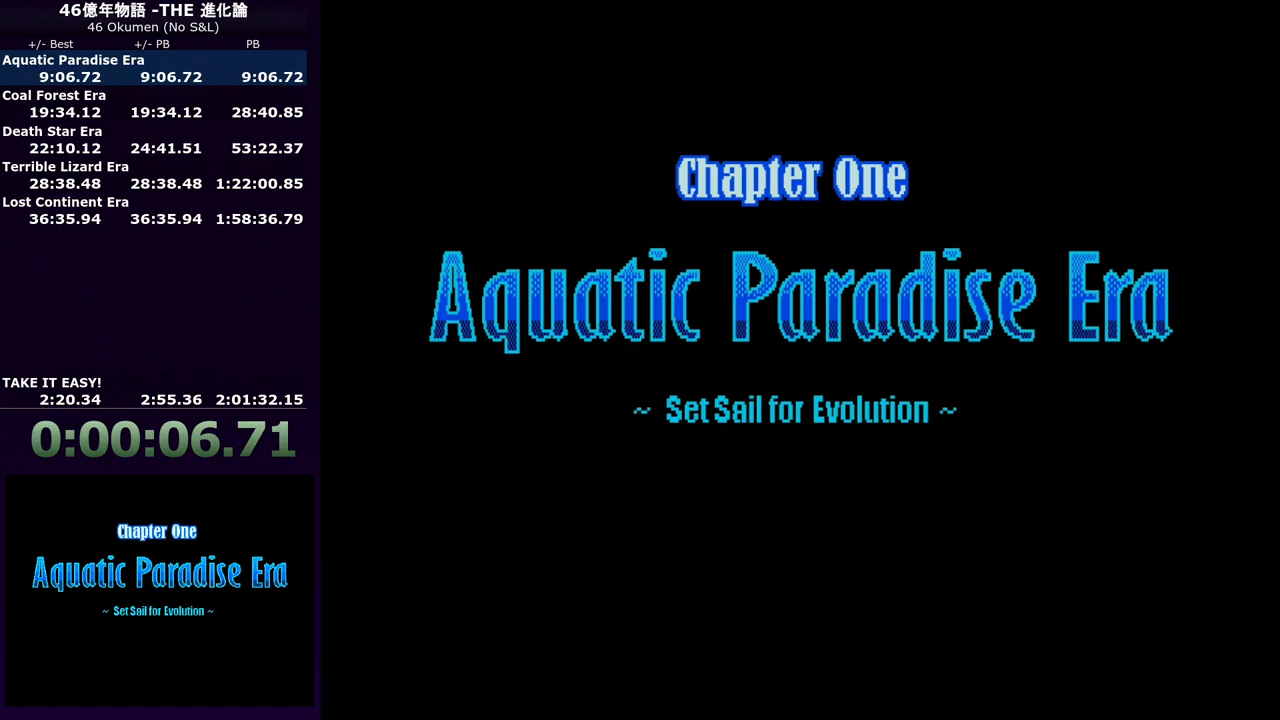 46億年物語 -THE 進化論
46 Okumen (No S&L)
+/- Best +/- PB PB
Aquatic Paradise Era
9:06.72 9:06.72 9:06.72
Coal Forest Era
19:34.12 19:34.12 28:40.85
Death Star Era
22:10.12 24:41.51 53:22.37
Terrible Lizard Era
28:38.48 28:38.48 1:22:00.85
Lost Continent Era
36:35.94 36:35.94 1:58:36.79
TAKE IT EASY!
2:20.34 2:55.36 2:01:32.15
0:00:06.71
Chapter One
Aquatic Paradise Era
~ Set Sail for Evolution ~
Chapter One
Aquatic Paradise Era
~ Set Sail for Evolution ~